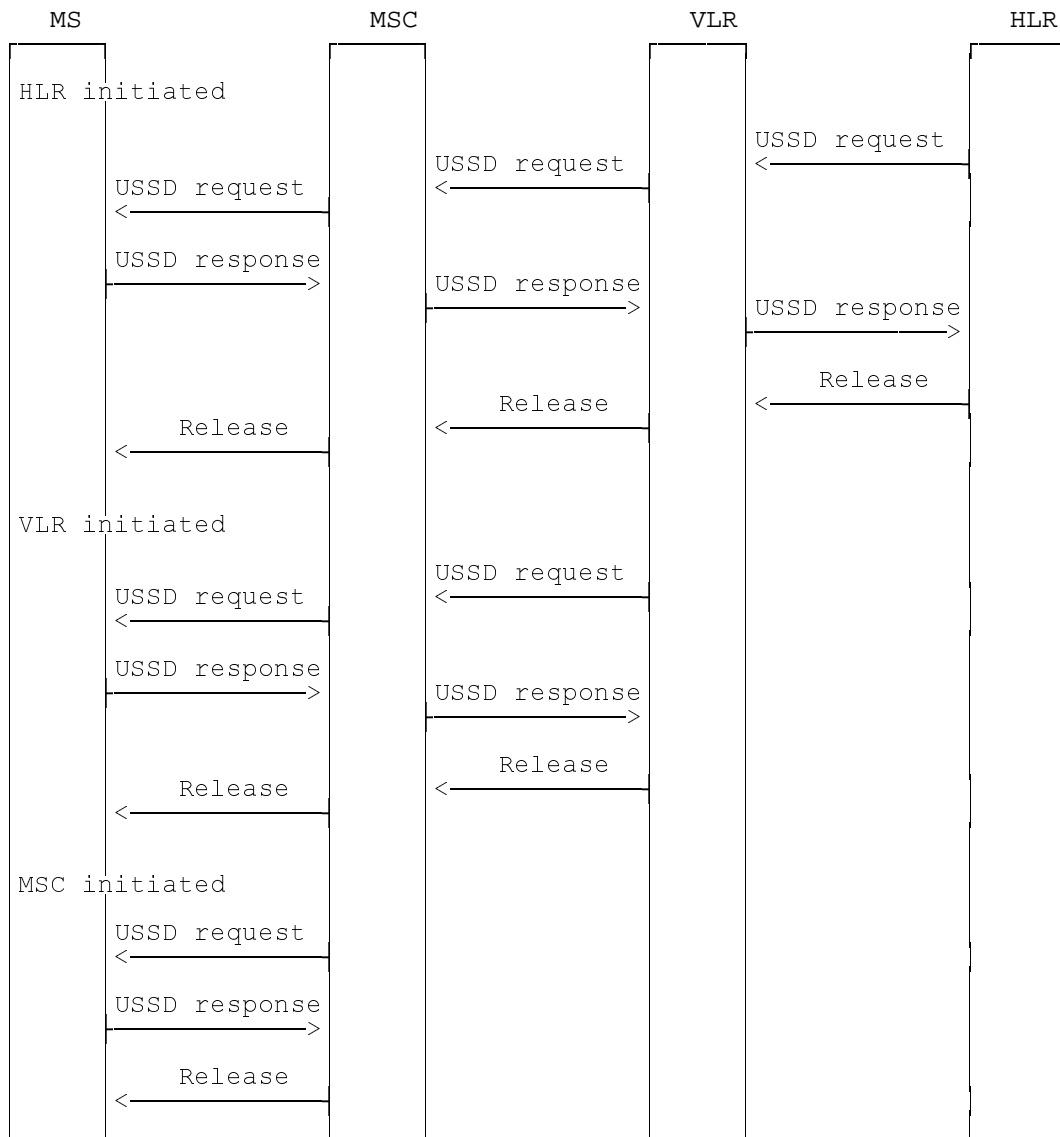 MS MSC VLR HLR
HLR initiated
USSD request
USSD request
USSD request
USSD response
USSD response
USSD response
Release
Release
Release
VLR initiated
USSD request
USSD request
USSD response
USSD response
Release
Release
MSC initiated
USSD request
USSD response
Release